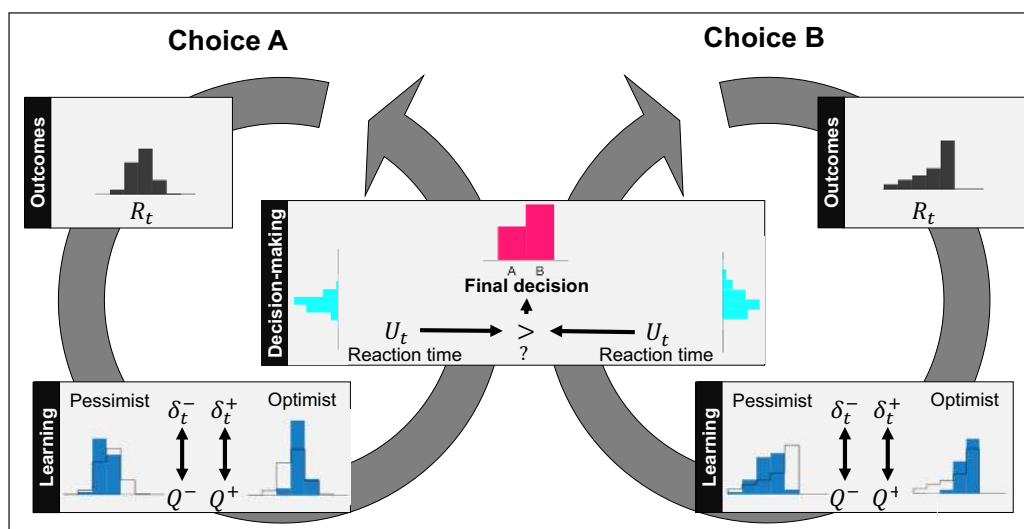 Choice A
Choice B
Outcomes
R_t
Outcomes
R_t
Decision-making
A B
Final decision
U_t > U_t
Reaction time ? Reaction time
Learning
Pessimist δ_t^- δ_t^+ Optimist
Q^- Q^+
Learning
Pessimist δ_t^- δ_t^+ Optimist
Q^- Q^+